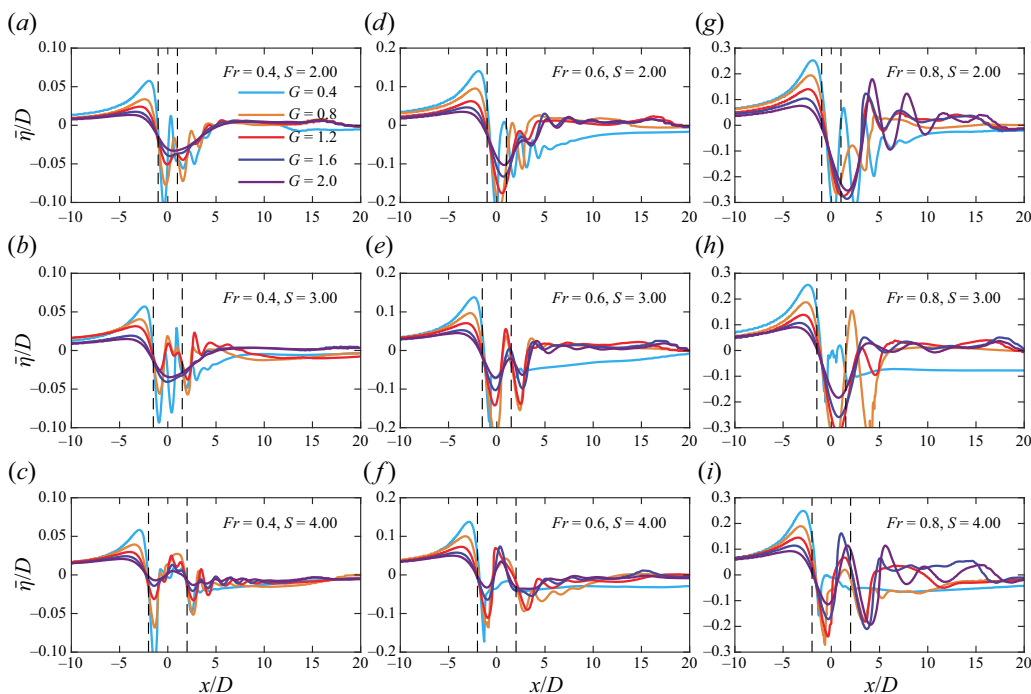 (a)
0.10
0.05
0
−0.05
−0.10
η̄/D
Fr = 0.4, S = 2.00
G = 0.4
G = 0.8
G = 1.2
G = 1.6
G = 2.0
−10 −5 0 5 10 15 20
(d)
0.2
0.1
0
−0.1
−0.2
Fr = 0.6, S = 2.00
−10 −5 0 5 10 15 20
(g)
0.3
0.2
0.1
0
−0.1
−0.2
−0.3
Fr = 0.8, S = 2.00
−10 −5 0 5 10 15 20
(b)
0.10
0.05
0
−0.05
−0.10
η̄/D
Fr = 0.4, S = 3.00
−10 −5 0 5 10 15 20
(e)
0.2
0.1
0
−0.1
−0.2
Fr = 0.6, S = 3.00
−10 −5 0 5 10 15 20
(h)
0.3
0.2
0.1
0
−0.1
−0.2
−0.3
Fr = 0.8, S = 3.00
−10 −5 0 5 10 15 20
(c)
0.10
0.05
0
−0.05
−0.10
η̄/D
Fr = 0.4, S = 4.00
−10 −5 0 5 10 15 20
x/D
(f)
0.2
0.1
0
−0.1
−0.2
Fr = 0.6, S = 4.00
−10 −5 0 5 10 15 20
x/D
(i)
0.3
0.2
0.1
0
−0.1
−0.2
−0.3
Fr = 0.8, S = 4.00
−10 −5 0 5 10 15 20
x/D